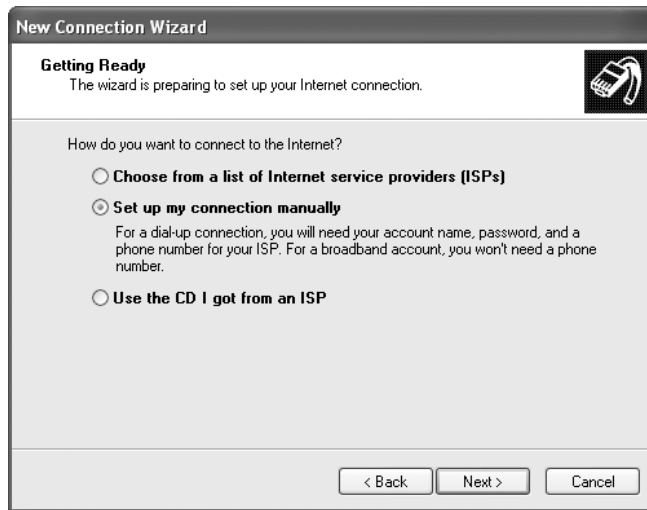 New Connection Wizard
Getting Ready
The wizard is preparing to set up your Internet connection.
How do you want to connect to the Internet?
Choose from a list of Internet service providers (ISPs)
Set up my connection manually
For a dial-up connection, you will need your account name, password, and a
phone number for your ISP. For a broadband account, you won't need a phone
number.
Use the CD I got from an ISP
< Back Next > Cancel